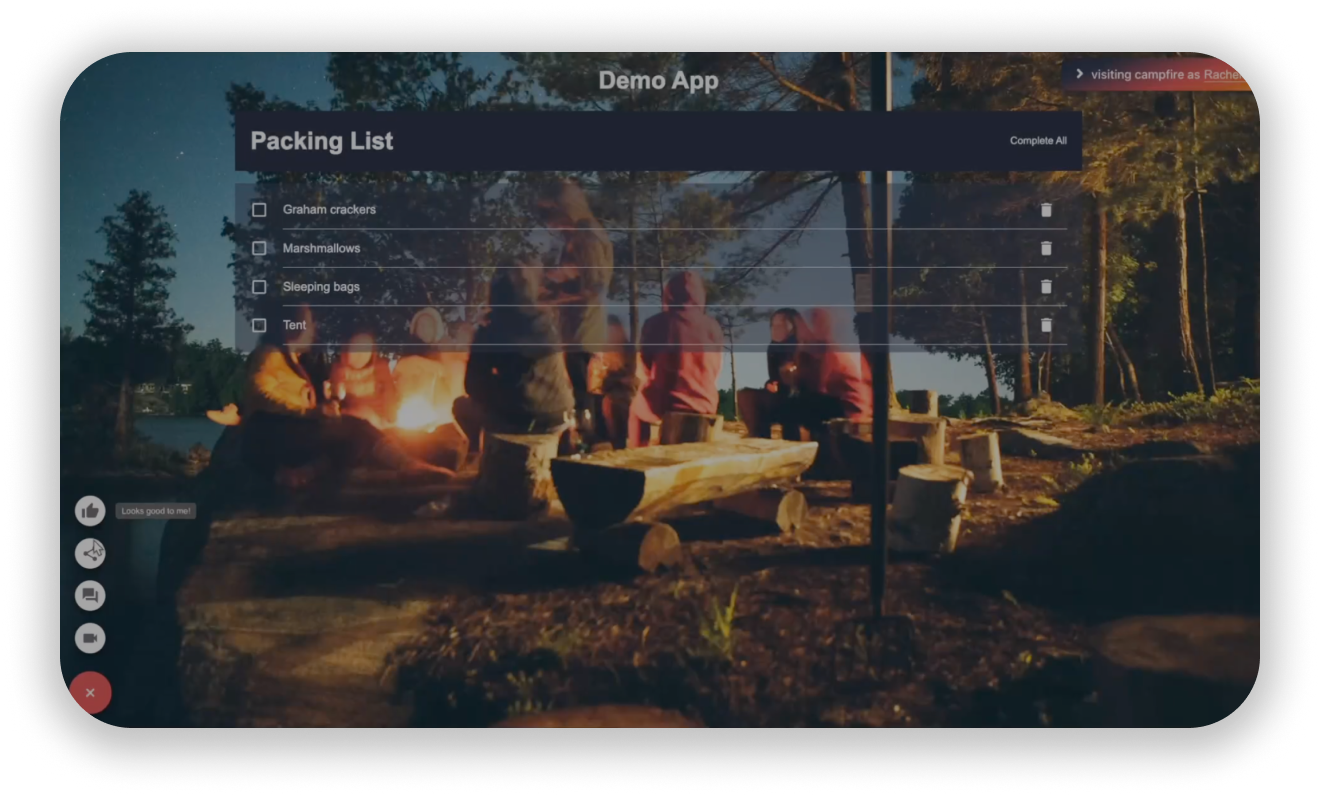 Demo App
visiting campfire as Rachel
Packing List
Complete All
Graham crackers
Marshmallows
Sleeping bags
Tent
Looks good to me!